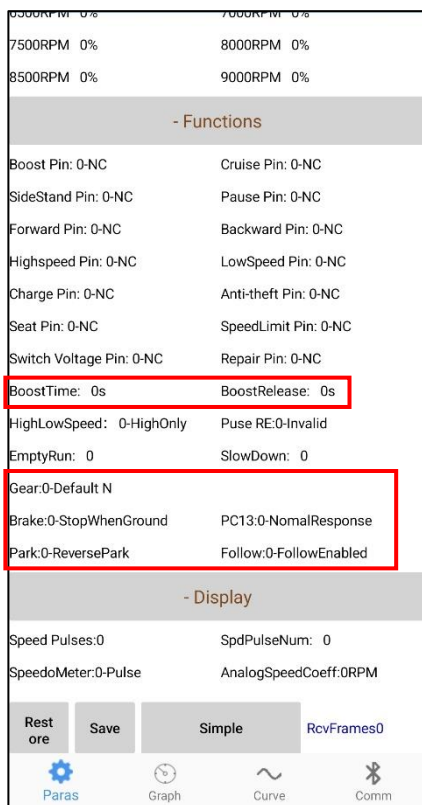 6500RPM 0% 7000RPM 0%
7500RPM 0% 8000RPM 0%
8500RPM 0% 9000RPM 0%
- Functions
Boost Pin: 0-NC Cruise Pin: 0-NC
SideStand Pin: 0-NC Pause Pin: 0-NC
Forward Pin: 0-NC Backward Pin: 0-NC
Highspeed Pin: 0-NC LowSpeed Pin: 0-NC
Charge Pin: 0-NC Anti-theft Pin: 0-NC
Seat Pin: 0-NC SpeedLimit Pin: 0-NC
Switch Voltage Pin: 0-NC Repair Pin: 0-NC
BoostTime: 0s BoostRelease: 0s
HighLowSpeed: 0-HighOnly Puse RE:0-Invalid
EmptyRun: 0 SlowDown: 0
Gear:0-Default N
Brake:0-StopWhenGround PC13:0-NomalResponse
Park:0-ReversePark Follow:0-FollowEnabled
- Display
Speed Pulses:0 SpdPulseNum: 0
SpeedoMeter:0-Pulse AnalogSpeedCoeff:0RPM
Rest
ore Save Simple RcvFrames0
Paras Graph Curve Comm